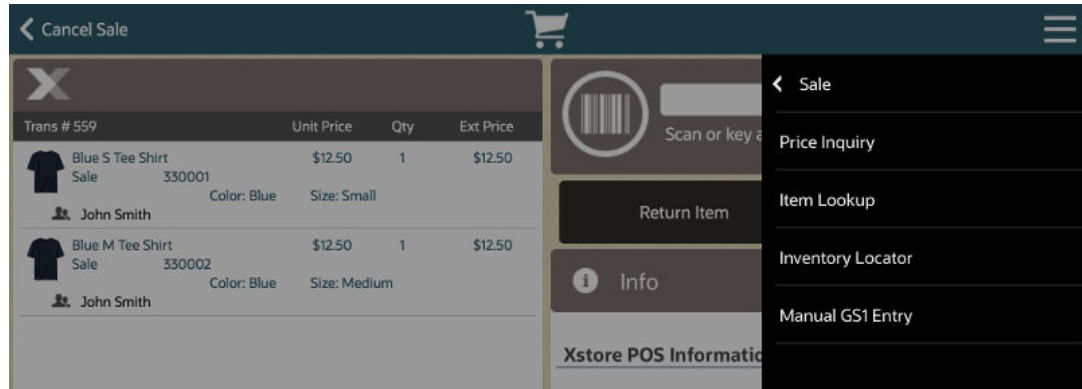 Cancel Sale
Trans # 559 Unit Price Qty Ext Price
Blue S Tee Shirt $12.50 1 $12.50
Sale 330001
Color: Blue Size: Small
John Smith
Blue M Tee Shirt $12.50 1 $12.50
Sale 330002
Color: Blue Size: Medium
John Smith
Scan or key
Return Item
Info
Xstore POS
Sale
Price Inquiry
Item Lookup
Inventory Locator
Manual GS1 Entry